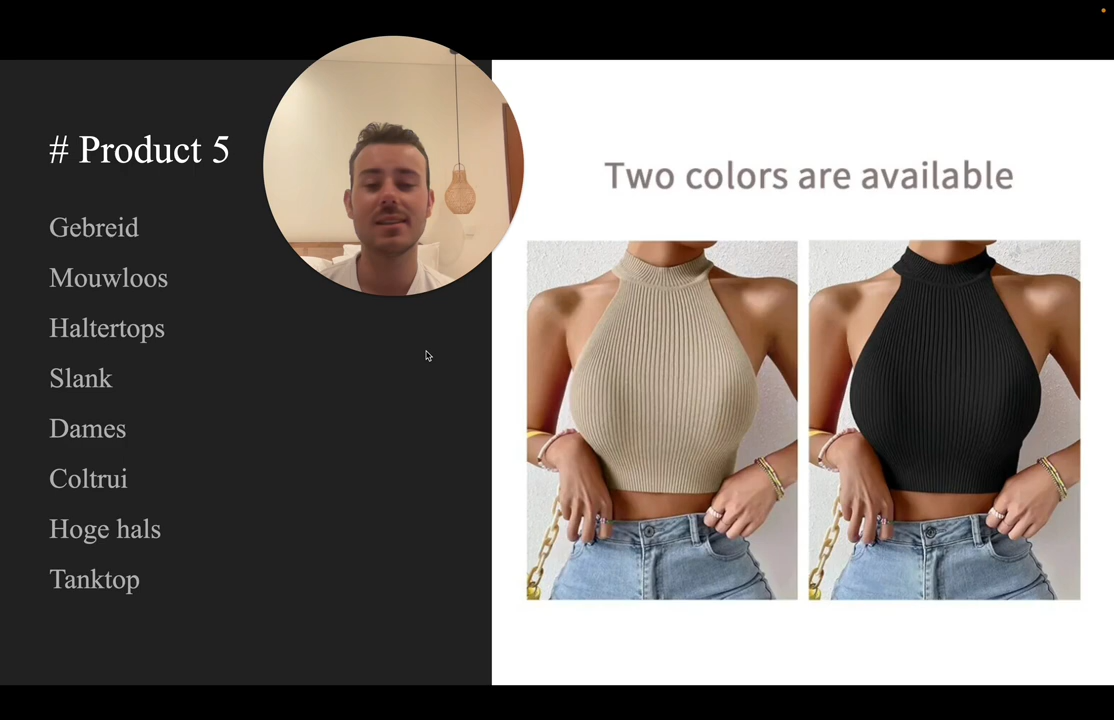 # Product 5
Gebreid
Mouwloos
Haltertops
Slank
Dames
Coltrui
Hoge hals
Tanktop
Two colors are available